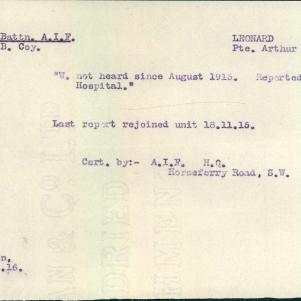 Battn. A.I.F. LEONARD
B. Coy. Pte. Arthur
"W. not heard since August 1915. Reported
Hospital."
Last report rejoined unit 18.11.15.
Cert. by:- A.I.F. H.Q.
Horseferry Road, S.W.
n,
.16.